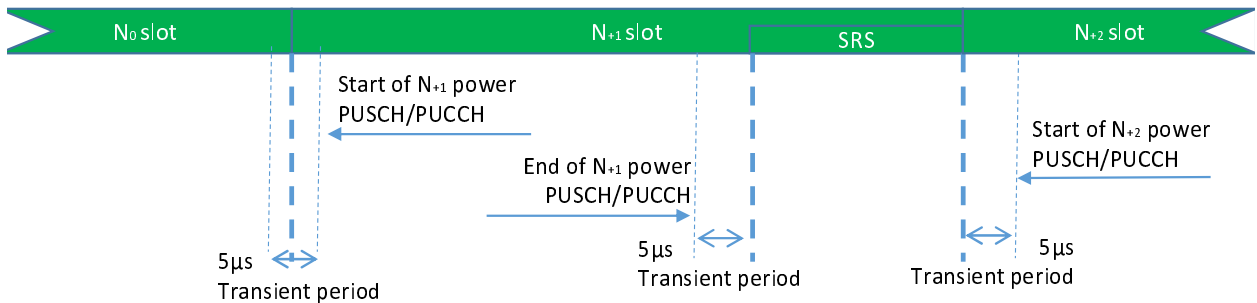 N₀ slot
N₊₁ slot
SRS
N₊₂ slot
Start of N₊₁ power
PUSCH/PUCCH
End of N₊₁ power
PUSCH/PUCCH
Start of N₊₂ power
PUSCH/PUCCH
5µs
Transient period
5µs
Transient period
5µs
Transient period